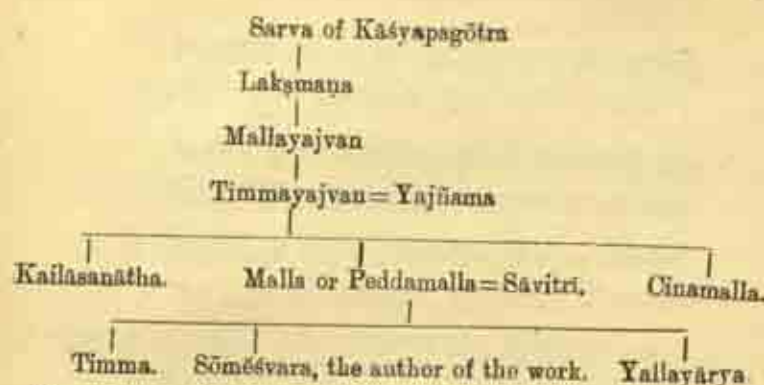 Sarva of Kāśyapagōtra
Lakṣmaṇa
Mallayajvan
Timmayajvan=Yajñama
Kailāsanātha. Malla or Peddamalla=Sāvitrī. Cinamalla.
Timma. Sōmēśvara, the author of the work. Yallayārya